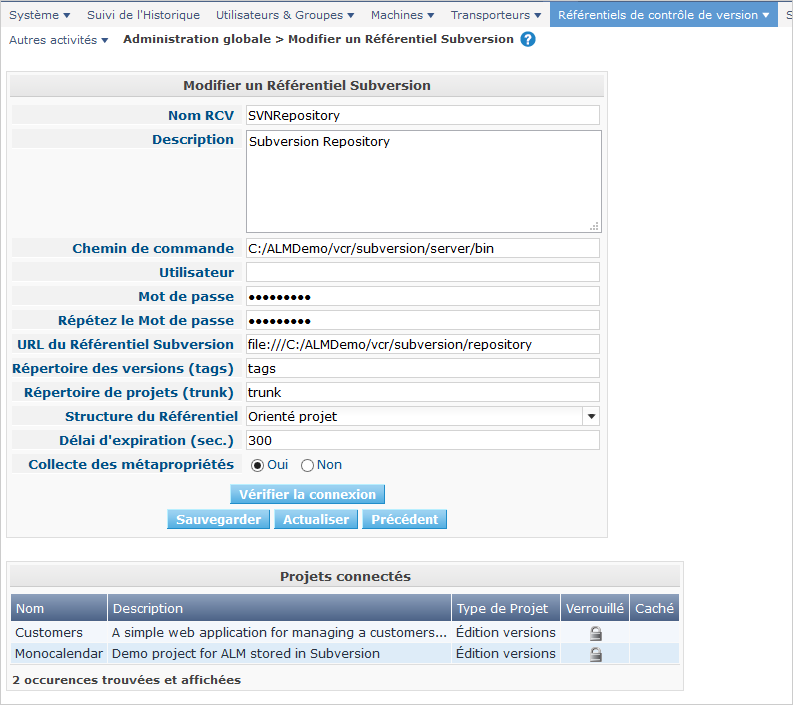 Système Suivi de l'Historique Utilisateurs & Groupes Machines Transporteurs Référentiels de contrôle de version S
Autres activités Administration globale > Modifier un Référentiel Subversion ?
Modifier un Référentiel Subversion
Nom RCV SVNRepository
Description Subversion Repository
Chemin de commande C:/ALMDemo/vcr/subversion/server/bin
Utilisateur
Mot de passe •••••••••
Répétez le Mot de passe •••••••••
URL du Référentiel Subversion file:///C:/ALMDemo/vcr/subversion/repository
Répertoire des versions (tags) tags
Répertoire de projets (trunk) trunk
Structure du Référentiel Orienté projet
Délai d'expiration (sec.) 300
Collecte des métapropriétés Oui Non
Vérifier la connexion
Sauvegarder Actualiser Précédent
Projets connectés
Nom Description Type de Projet Verrouillé Caché
Customers A simple web application for managing a customers... Édition versions
Monocalendar Demo project for ALM stored in Subversion Édition versions
2 occurences trouvées et affichées